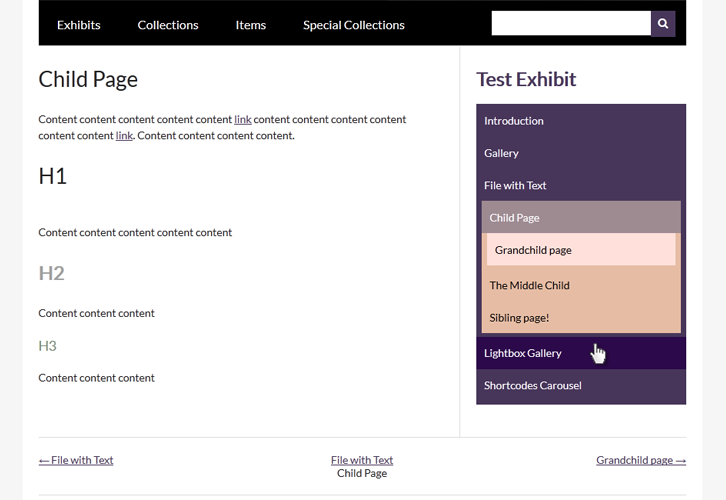 Exhibits Collections Items Special Collections
Child Page
Content content content content content link content content content content
content content link. Content content content content.
H1
Content content content content content
H2
Content content content
H3
Content content content
Test Exhibit
Introduction
Gallery
File with Text
Child Page
Grandchild page
The Middle Child
Sibling page!
Lightbox Gallery
Shortcodes Carousel
← File with Text
File with Text
Child Page
Grandchild page →